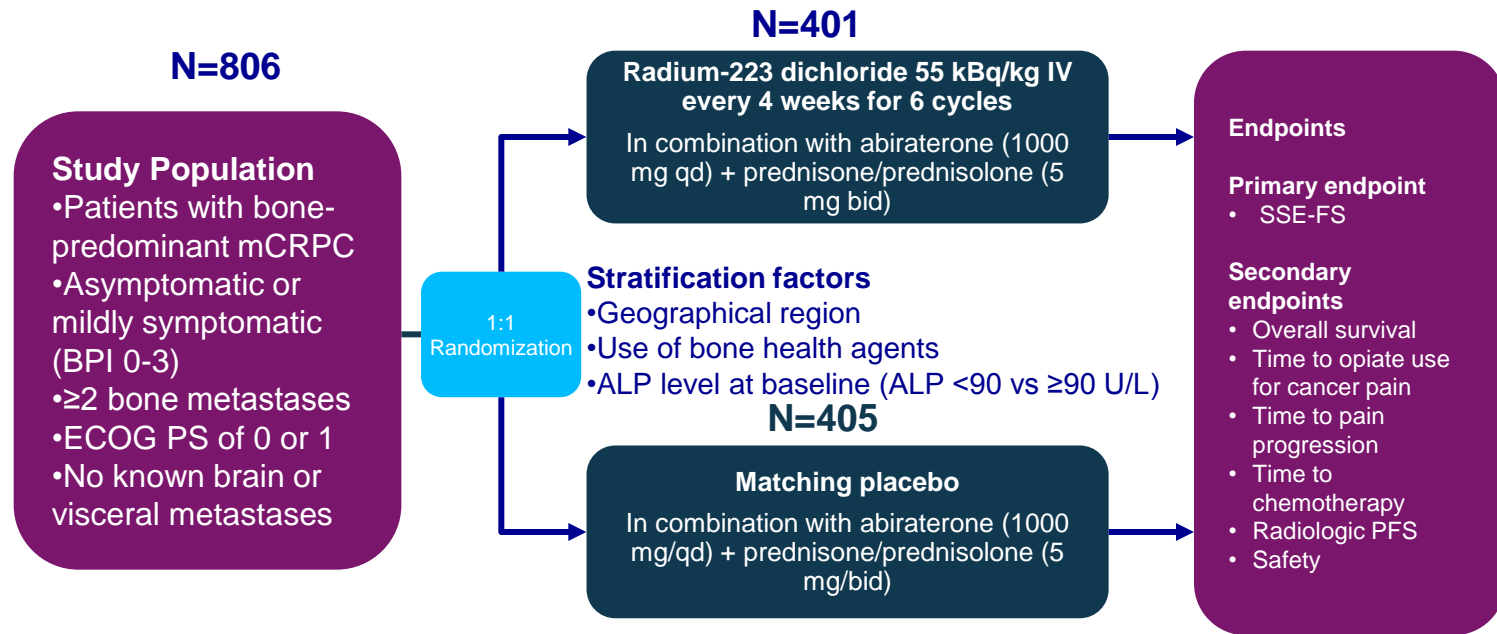 N=806
Study Population
•Patients with bone-
predominant mCRPC
•Asymptomatic or
mildly symptomatic
(BPI 0-3)
•≥2 bone metastases
•ECOG PS of 0 or 1
•No known brain or
visceral metastases
1:1
Randomization
N=401
Radium-223 dichloride 55 kBq/kg IV
every 4 weeks for 6 cycles
In combination with abiraterone (1000
mg qd) + prednisone/prednisolone (5
mg bid)
Stratification factors
•Geographical region
•Use of bone health agents
•ALP level at baseline (ALP <90 vs ≥90 U/L)
N=405
Matching placebo
In combination with abiraterone (1000
mg/qd) + prednisone/prednisolone (5
mg/bid)
Endpoints
Primary endpoint
• SSE-FS
Secondary
endpoints
• Overall survival
• Time to opiate use
for cancer pain
• Time to pain
progression
• Time to
chemotherapy
• Radiologic PFS
• Safety